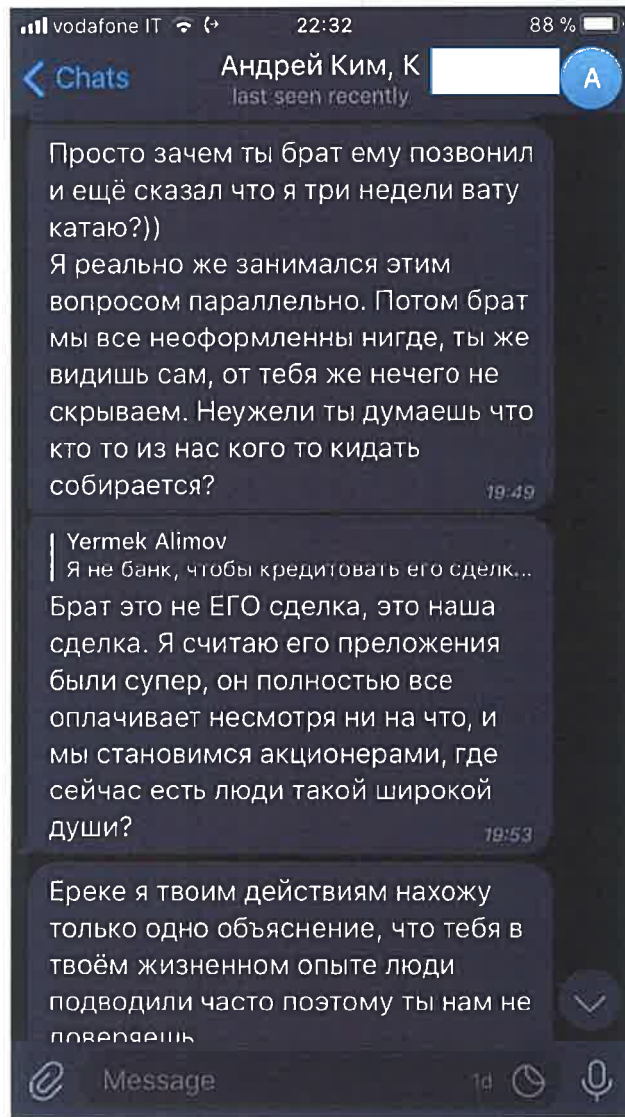 vodafone IT 22:32 88 %
Chats
Андрей Ким, К
A
last seen recently
Просто зачем ты брат ему позвонил
и ещё сказал что я три недели вату
катаю?))
Я реально же занимался этим
вопросом параллельно. Потом брат
мы все неоформленны нигде, ты же
видишь сам, от тебя же нечего не
скрываем. Неужели ты думаешь что
кто то из нас кого то кидать
собирается?
19:49
Yermek Alimov
Я не банк, чтобы кредитовать его сделк...
Брат это не ЕГО сделка, это наша
сделка. Я считаю его преложения
были супер, он полностью все
оплачивает несмотря ни на что, и
мы становимся акционерами, где
сейчас есть люди такой широкой
души?
19:53
Ереке я твоим действиям нахожу
только одно объяснение, что тебя в
твоём жизненном опыте люди
подводили часто поэтому ты нам не
доверяешь
Message
1d